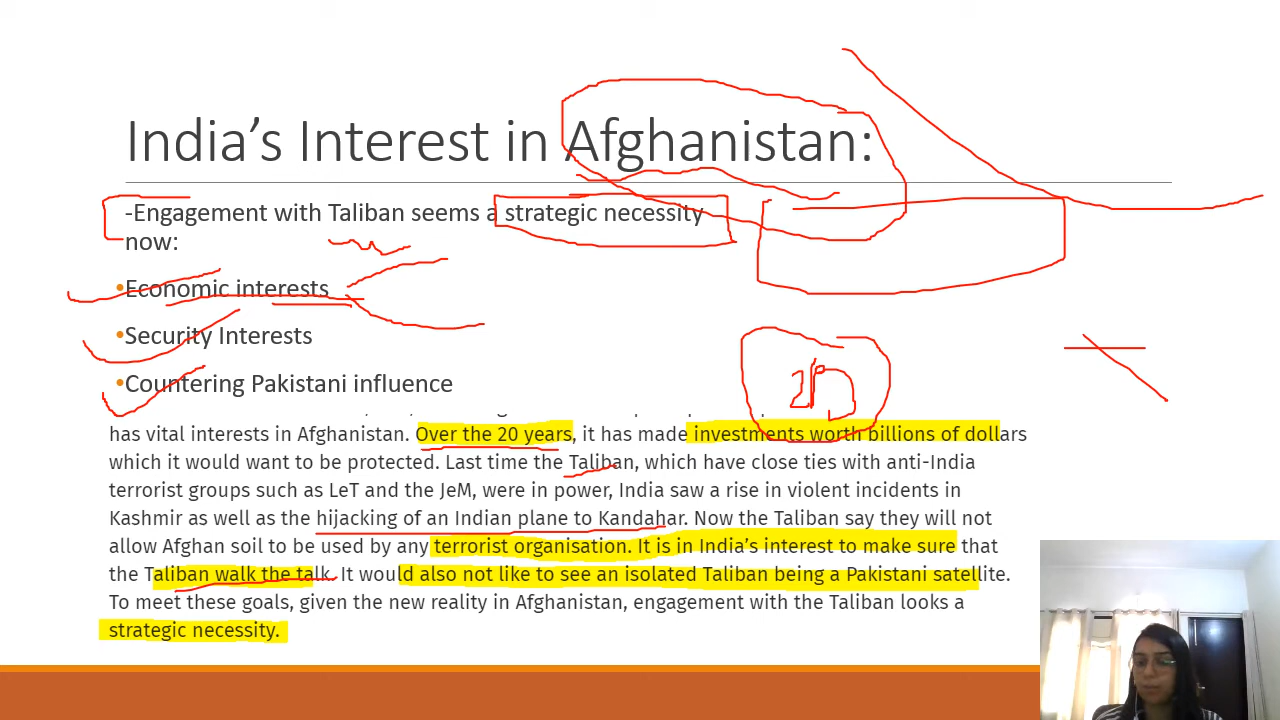 India's Interest in Afghanistan:
-Engagement with Taliban seems a strategic necessity
now:
•Economic interests
•Security Interests
•Countering Pakistani influence
has vital interests in Afghanistan. Over the 20 years, it has made investments worth billions of dollars
which it would want to be protected. Last time the Taliban, which have close ties with anti-India
terrorist groups such as LeT and the JeM, were in power, India saw a rise in violent incidents in
Kashmir as well as the hijacking of an Indian plane to Kandahar. Now the Taliban say they will not
allow Afghan soil to be used by any terrorist organisation. It is in India's interest to make sure that
the Taliban walk the talk. It would also not like to see an isolated Taliban being a Pakistani satellite.
To meet these goals, given the new reality in Afghanistan, engagement with the Taliban looks a
strategic necessity.